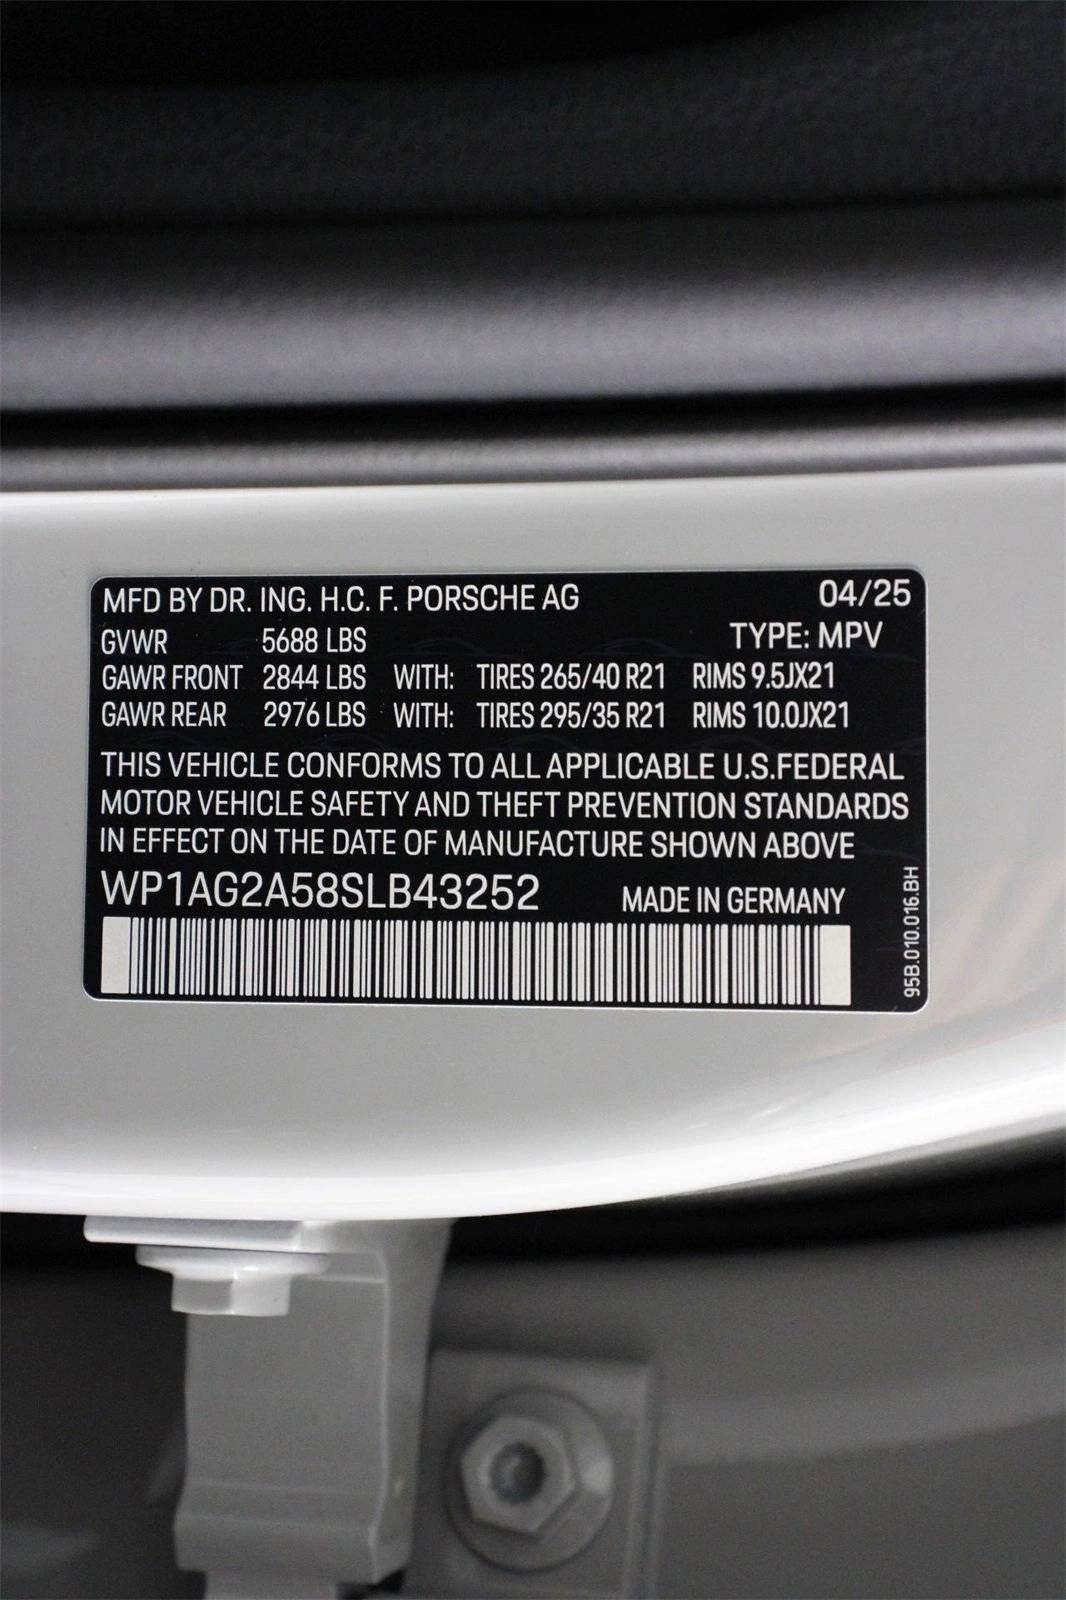 MFD BY DR. ING. H.C. F. PORSCHE AG 04/25
GVWR 5688 LBS TYPE: MPV
GAWR FRONT 2844 LBS WITH: TIRES 265/40 R21 RIMS 9.5JX21
GAWR REAR 2976 LBS WITH: TIRES 295/35 R21 RIMS 10.0JX21
THIS VEHICLE CONFORMS TO ALL APPLICABLE U.S.FEDERAL
MOTOR VEHICLE SAFETY AND THEFT PREVENTION STANDARDS
IN EFFECT ON THE DATE OF MANUFACTURE SHOWN ABOVE
WP1AG2A58SLB43252 MADE IN GERMANY
95B.010.016.BH